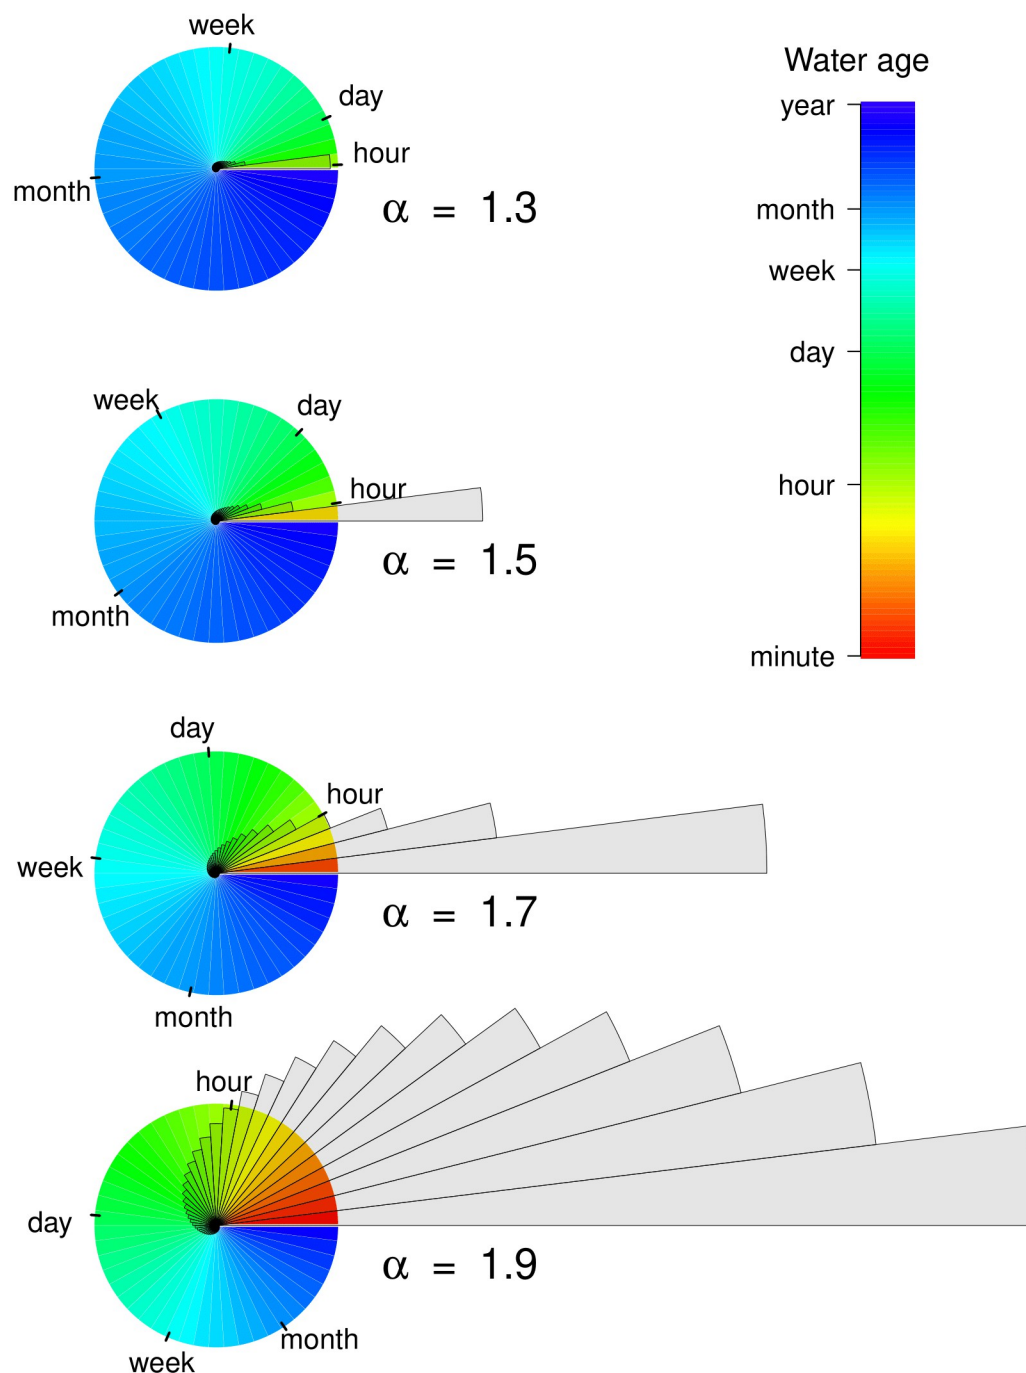 week
day
hour
month
α = 1.3
Water age
year
month
week
day
hour
minute
week
day
hour
month
α = 1.5
day
hour
week
month
α = 1.7
hour
day
week
month
α = 1.9